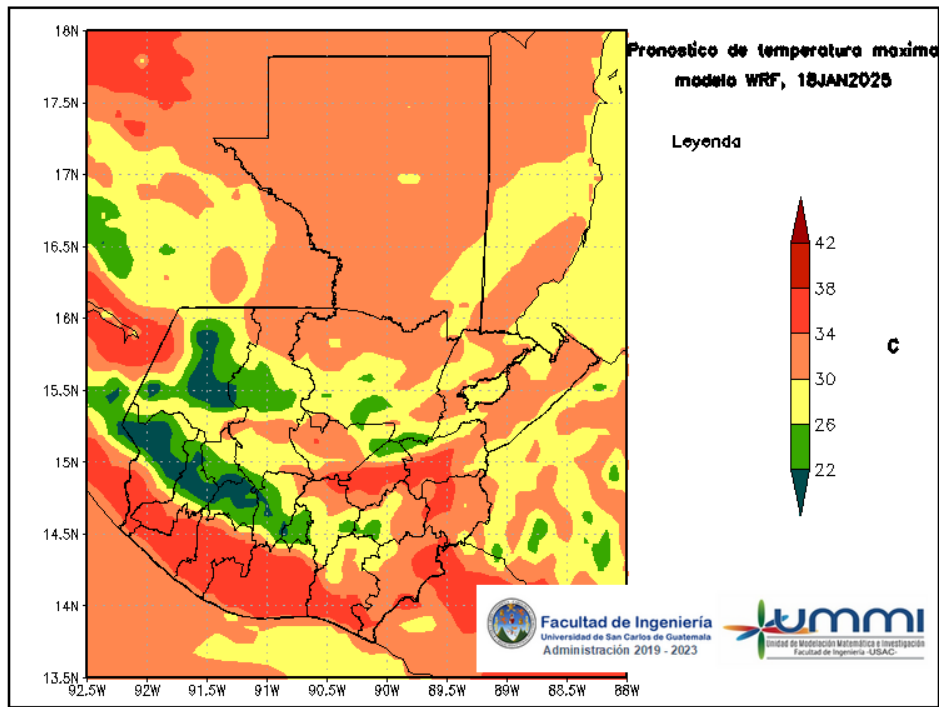 Pronostico de temperatura maxima
modelo WRF, 18JAN2025
Leyenda
42
38
34
30
26
22
C
18N
17.5N
17N
16.5N
16N
15.5N
15N
14.5N
14N
13.5N
92.5W
92W
91.5W
91W
90.5W
90W
89.5W
89W
88.5W
88W
Facultad de Ingeniería
Universidad de San Carlos de Guatemala
Administración 2019 - 2023
ummi
Unidad de Modelación Matemática e Investigación
Facultad de Ingeniería -USAC-